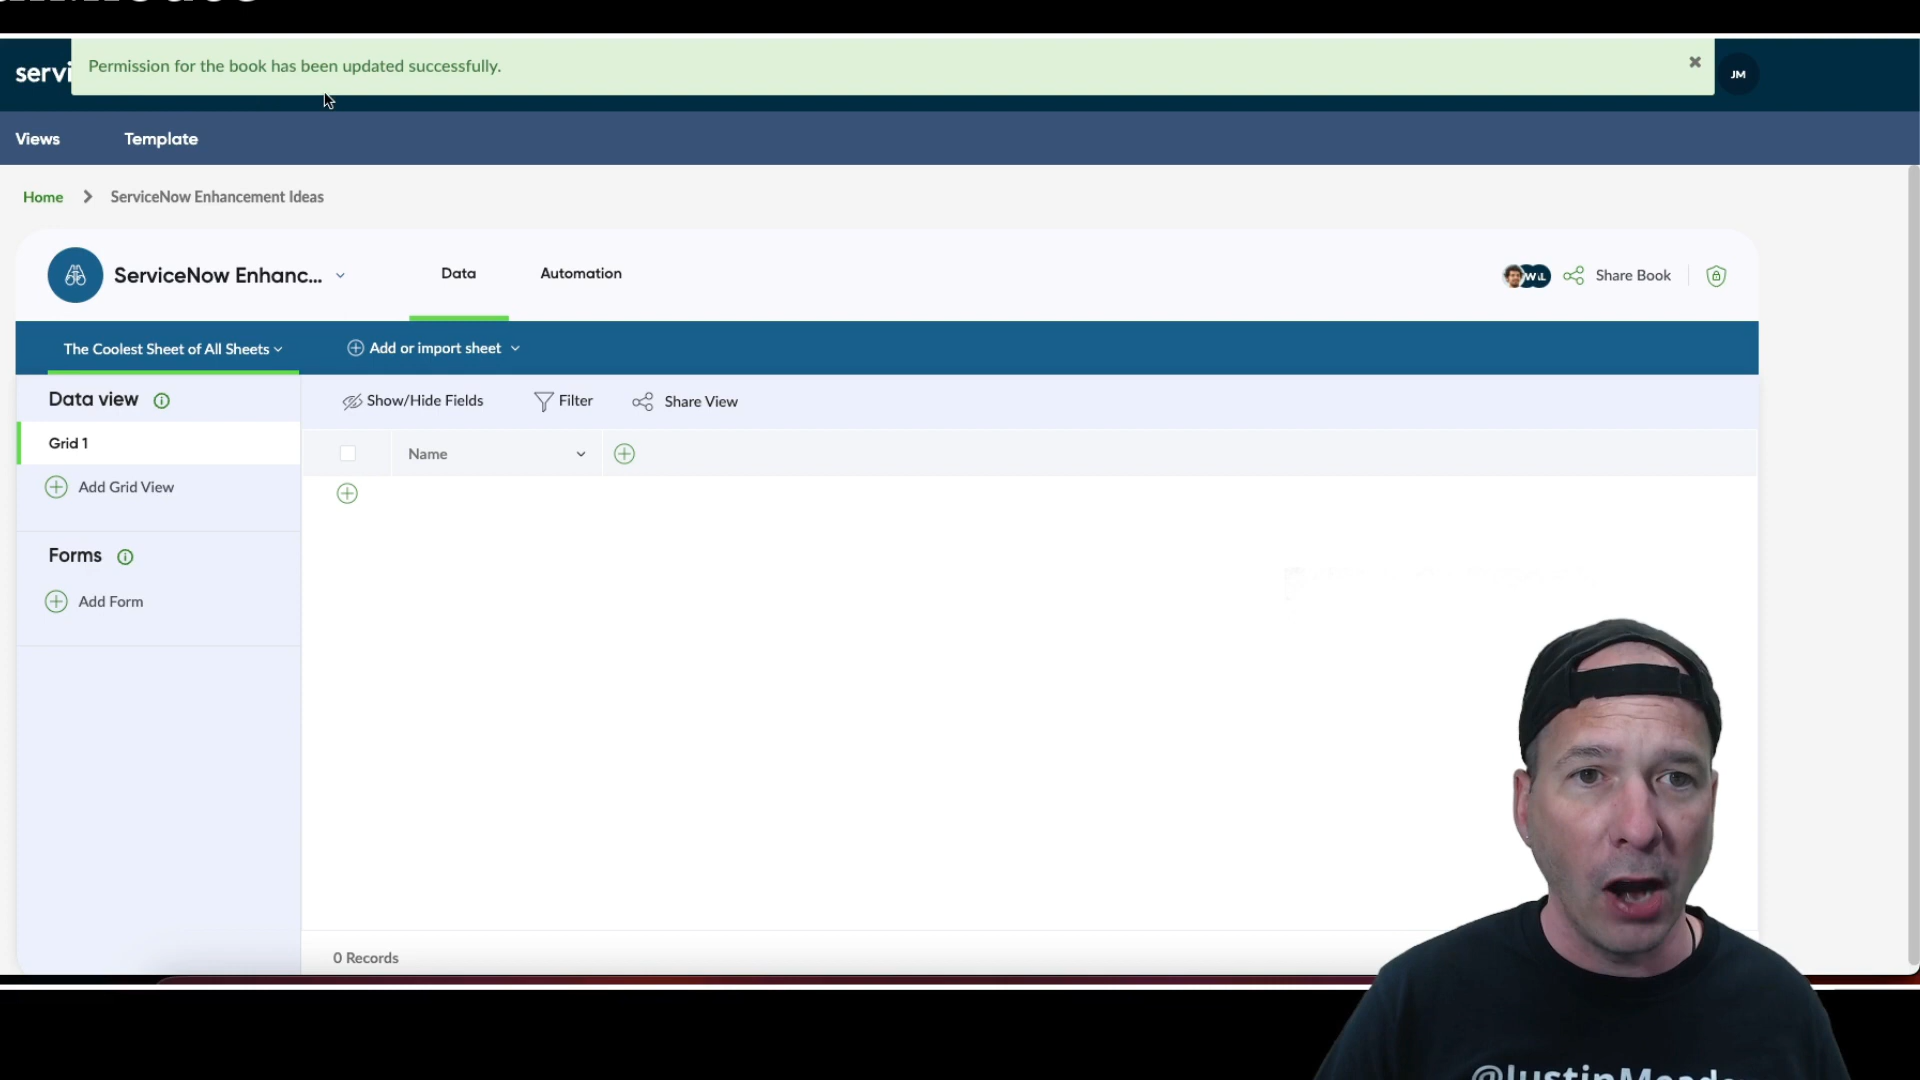 servi
Permission for the book has been updated successfully.
JM
Views
Template
Home
ServiceNow Enhancement Ideas
ServiceNow Enhanc...
Data
Automation
Share Book
The Coolest Sheet of All Sheets
Add or import sheet
Data view
Show/Hide Fields
Filter
Share View
Grid 1
Name
Add Grid View
Forms
Add Form
0 Records